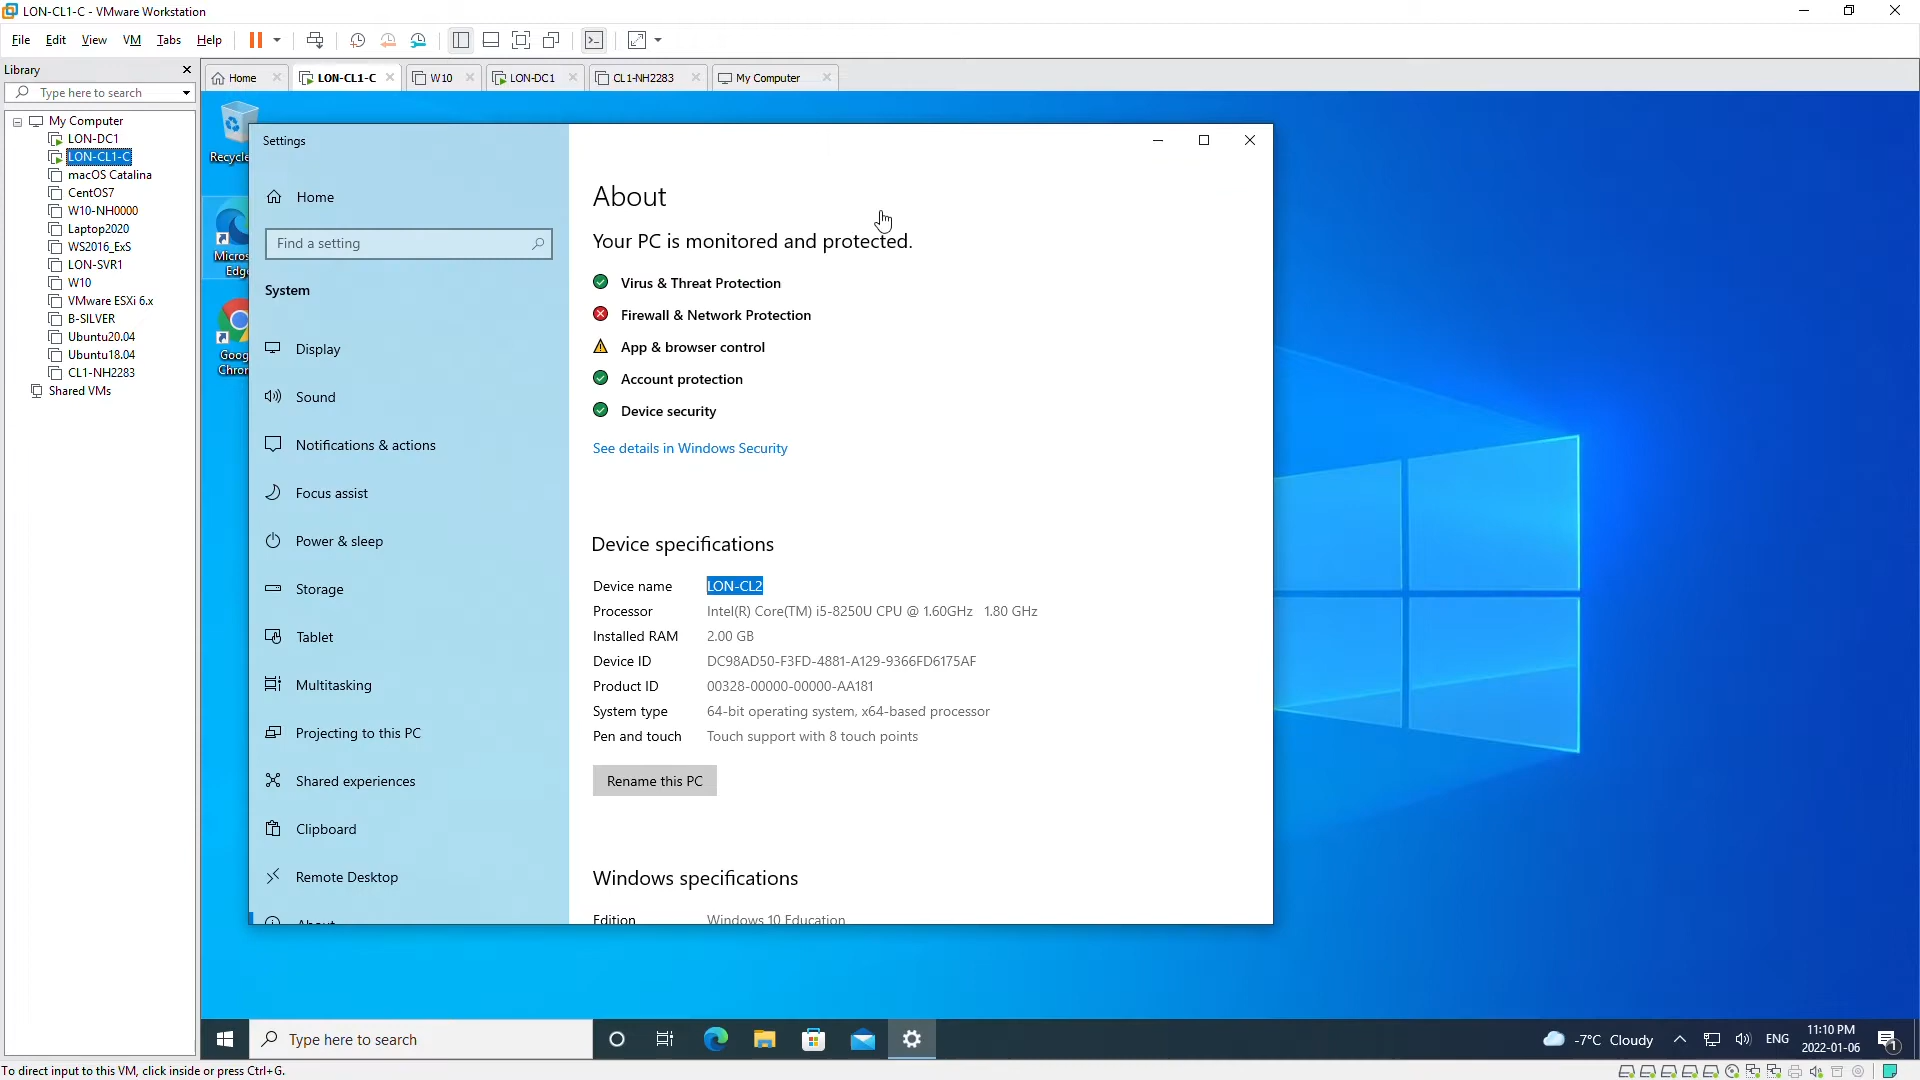 LON-CL1-C - VMware Workstation
File Edit View VM Tabs Help
Library
Type here to search
Home
LON-CL1-C
W10
LON-DC1
CL1-NH2283
My Computer
My Computer
LON-DC1
LON-CL1-C
macOS Catalina
CentOS7
W10-NH0000
Laptop2020
WS2016_ExS
LON-SVR1
W10
VMware ESXi 6.x
B-SILVER
Ubuntu20.04
Ubuntu18.04
CL1-NH2283
Shared VMs
Recycle
Micros
Edge
Goog
Chron
Settings
Home
Find a setting
System
Display
Sound
Notifications & actions
Focus assist
Power & sleep
Storage
Tablet
Multitasking
Projecting to this PC
Shared experiences
Clipboard
Remote Desktop
About
About
Your PC is monitored and protected.
Virus & Threat Protection
Firewall & Network Protection
App & browser control
Account protection
Device security
See details in Windows Security
Device specifications
Device name LON-CL2
Processor Intel(R) Core(TM) i5-8250U CPU @ 1.60GHz 1.80 GHz
Installed RAM 2.00 GB
Device ID DC98AD50-F3FD-4881-A129-9366FD6175AF
Product ID 00328-00000-00000-AA181
System type 64-bit operating system, x64-based processor
Pen and touch Touch support with 8 touch points
Rename this PC
Windows specifications
Edition Windows 10 Education
Type here to search
-7°C Cloudy
ENG
11:10 PM
2022-01-06
1
To direct input to this VM, click inside or press Ctrl+G.